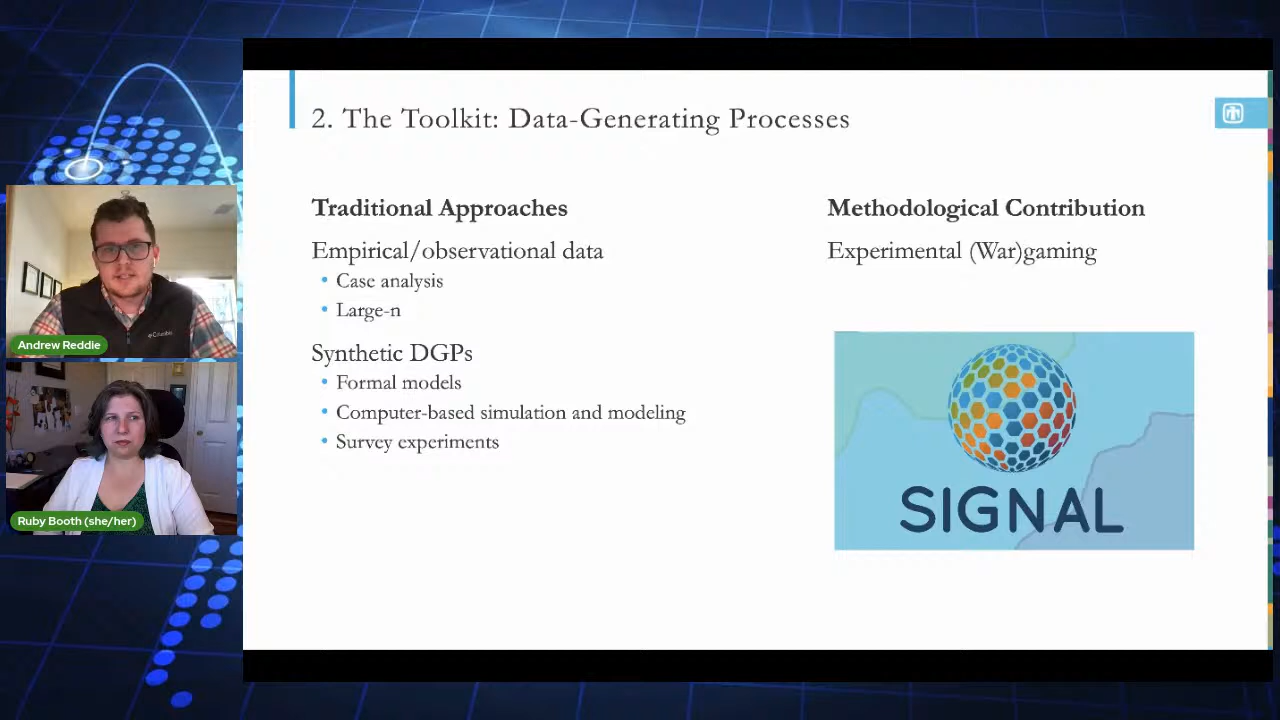 2. The Toolkit: Data-Generating Processes
Traditional Approaches
Empirical/observational data
• Case analysis
• Large-n
Synthetic DGPs
• Formal models
• Computer-based simulation and modeling
• Survey experiments
Methodological Contribution
Experimental (War)gaming
SIGNAL
Andrew Reddie
Ruby Booth (she/her)